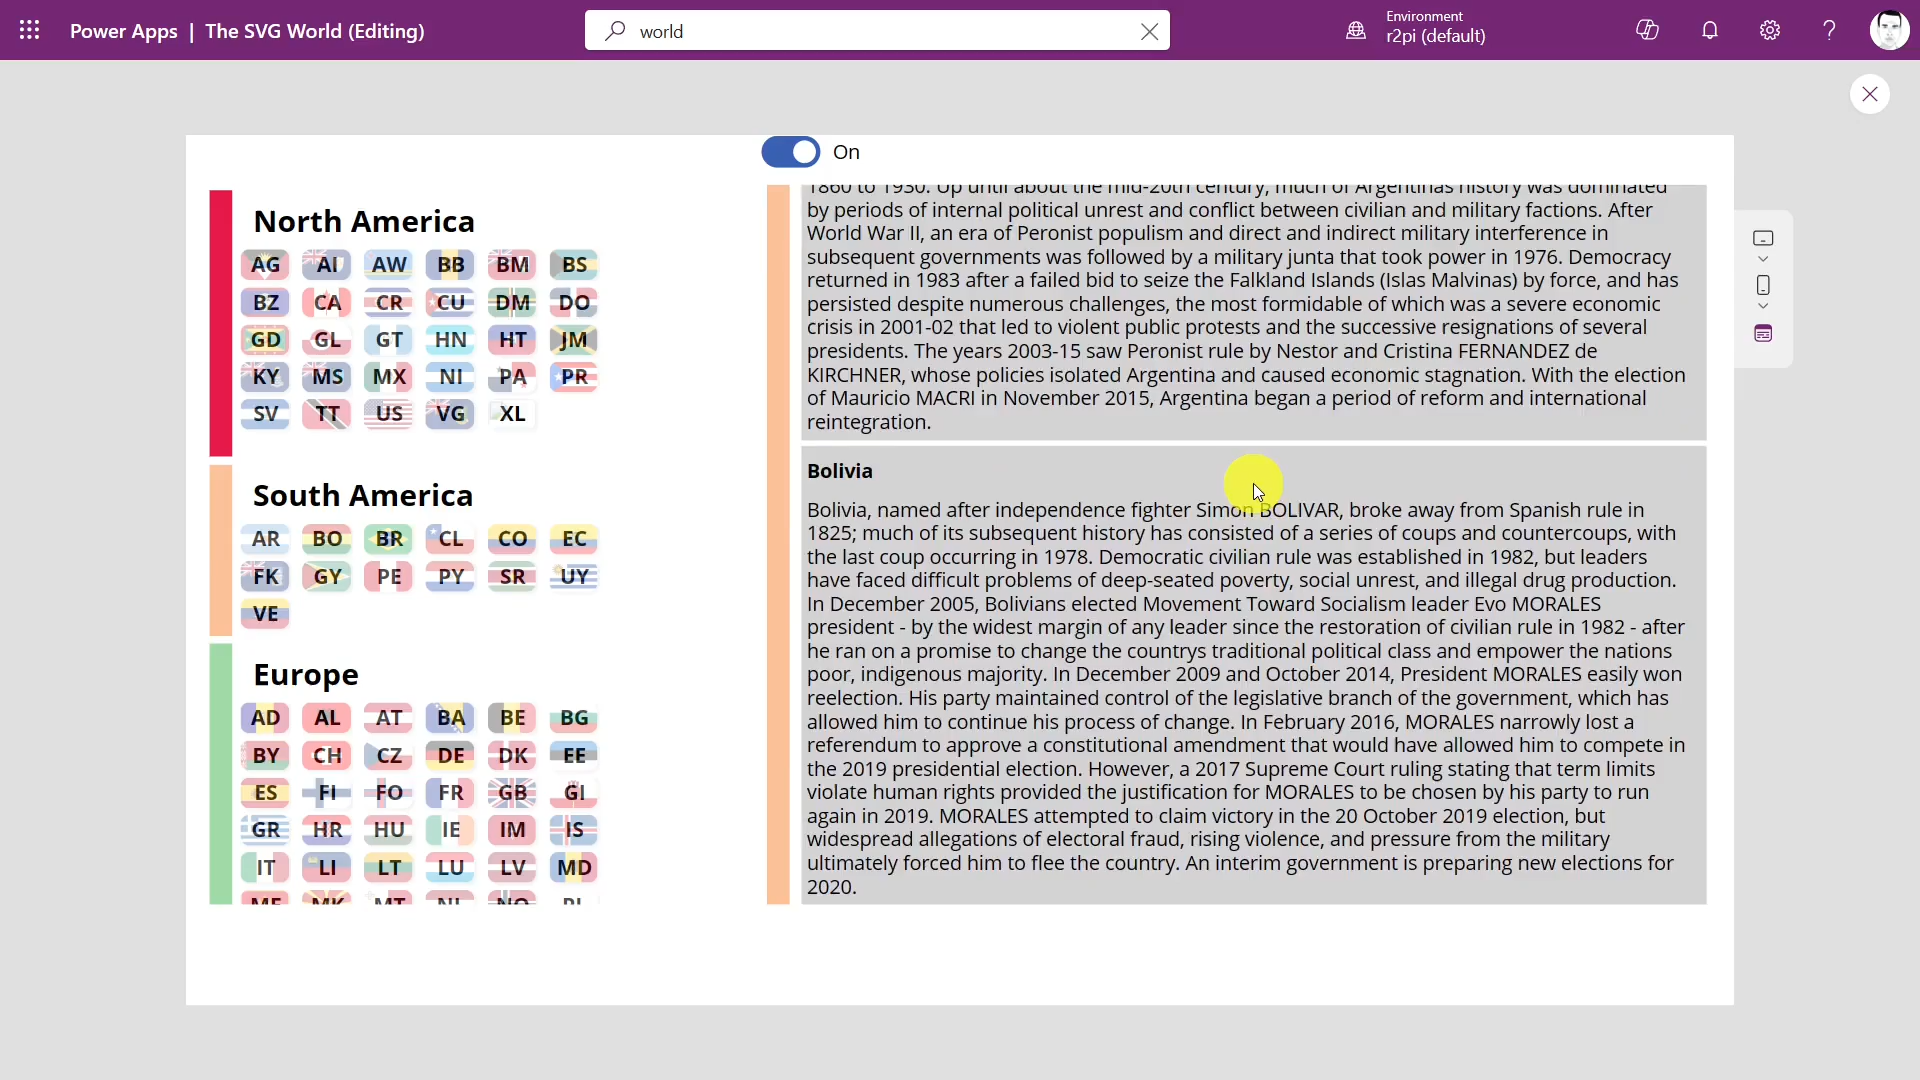 Power Apps | The SVG World (Editing)
world
Environment
r2pi (default)
On
North America
AG AI AW BB BM BS
BZ CA CR CU DM DO
GD GL GT HN HT JM
KY MS MX NI PA PR
SV TT US VG XL
South America
AR BO BR CL CO EC
FK GY PE PY SR UY
VE
Europe
AD AL AT BA BE BG
BY CH CZ DE DK EE
ES FI FO FR GB GI
GR HR HU IE IM IS
IT LI LT LU LV MD
ME MK MT NL NO PL
1860 to 1930. Up until about the mid-20th century, much of Argentinas history was dominated
by periods of internal political unrest and conflict between civilian and military factions. After
World War II, an era of Peronist populism and direct and indirect military interference in
subsequent governments was followed by a military junta that took power in 1976. Democracy
returned in 1983 after a failed bid to seize the Falkland Islands (Islas Malvinas) by force, and has
persisted despite numerous challenges, the most formidable of which was a severe economic
crisis in 2001-02 that led to violent public protests and the successive resignations of several
presidents. The years 2003-15 saw Peronist rule by Nestor and Cristina FERNANDEZ de
KIRCHNER, whose policies isolated Argentina and caused economic stagnation. With the election
of Mauricio MACRI in November 2015, Argentina began a period of reform and international
reintegration.
Bolivia
Bolivia, named after independence fighter Simon BOLIVAR, broke away from Spanish rule in
1825; much of its subsequent history has consisted of a series of coups and countercoups, with
the last coup occurring in 1978. Democratic civilian rule was established in 1982, but leaders
have faced difficult problems of deep-seated poverty, social unrest, and illegal drug production.
In December 2005, Bolivians elected Movement Toward Socialism leader Evo MORALES
president - by the widest margin of any leader since the restoration of civilian rule in 1982 - after
he ran on a promise to change the countrys traditional political class and empower the nations
poor, indigenous majority. In December 2009 and October 2014, President MORALES easily won
reelection. His party maintained control of the legislative branch of the government, which has
allowed him to continue his process of change. In February 2016, MORALES narrowly lost a
referendum to approve a constitutional amendment that would have allowed him to compete in
the 2019 presidential election. However, a 2017 Supreme Court ruling stating that term limits
violate human rights provided the justification for MORALES to be chosen by his party to run
again in 2019. MORALES attempted to claim victory in the 20 October 2019 election, but
widespread allegations of electoral fraud, rising violence, and pressure from the military
ultimately forced him to flee the country. An interim government is preparing new elections for
2020.